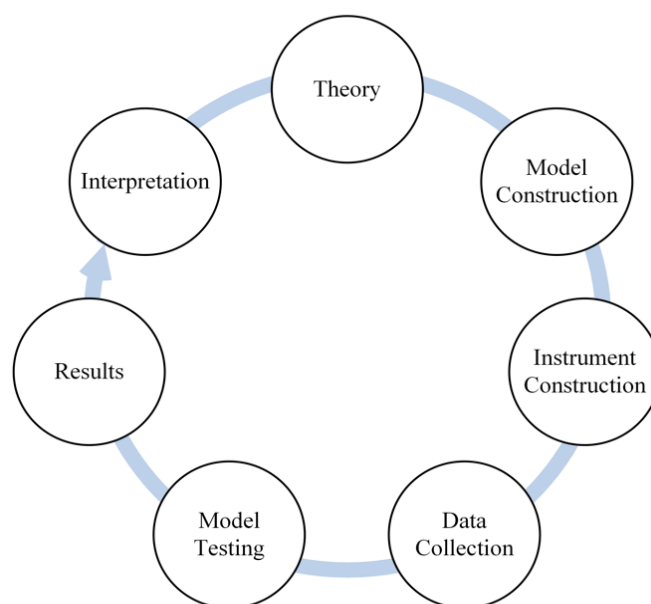 Theory
Model
Construction
Instrument
Construction
Data
Collection
Model
Testing
Results
Interpretation